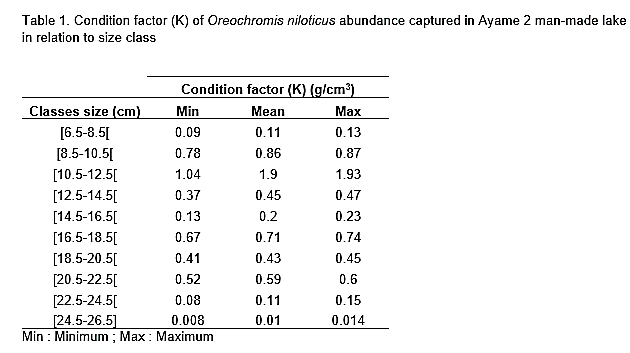 Table 1. Condition factor (K) of Oreochromis niloticus abundance captured in Ayame 2 man-made lake
in relation to size class
Condition factor (K) (g/cm³)
Classes size (cm) Min Mean Max
[6.5-8.5[ 0.09 0.11 0.13
[8.5-10.5[ 0.78 0.86 0.87
[10.5-12.5[ 1.04 1.9 1.93
[12.5-14.5[ 0.37 0.45 0.47
[14.5-16.5[ 0.13 0.2 0.23
[16.5-18.5[ 0.67 0.71 0.74
[18.5-20.5[ 0.41 0.43 0.45
[20.5-22.5[ 0.52 0.59 0.6
[22.5-24.5[ 0.08 0.11 0.15
[24.5-26.5] 0.008 0.01 0.014
Min : Minimum ; Max : Maximum